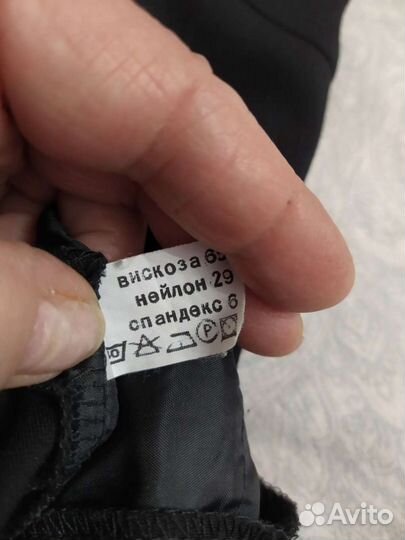 вискоза 65
нейлон 29
спандекс 6
P
Avito